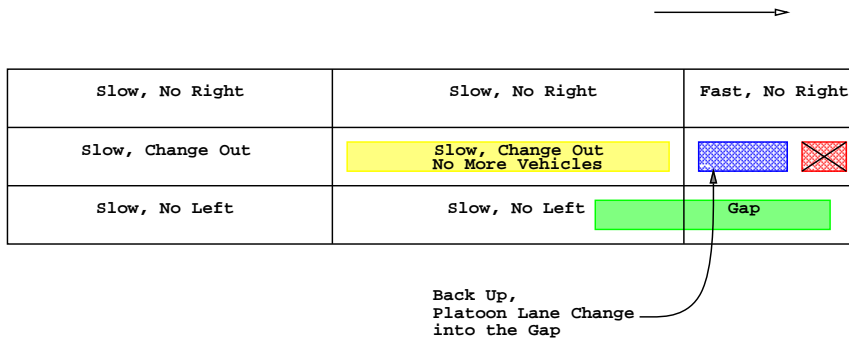 Slow, No Right
Slow, No Right
Fast, No Right
Slow, Change Out
Slow, Change Out
No More Vehicles
Slow, No Left
Slow, No Left
Gap
Back Up,
Platoon Lane Change
into the Gap